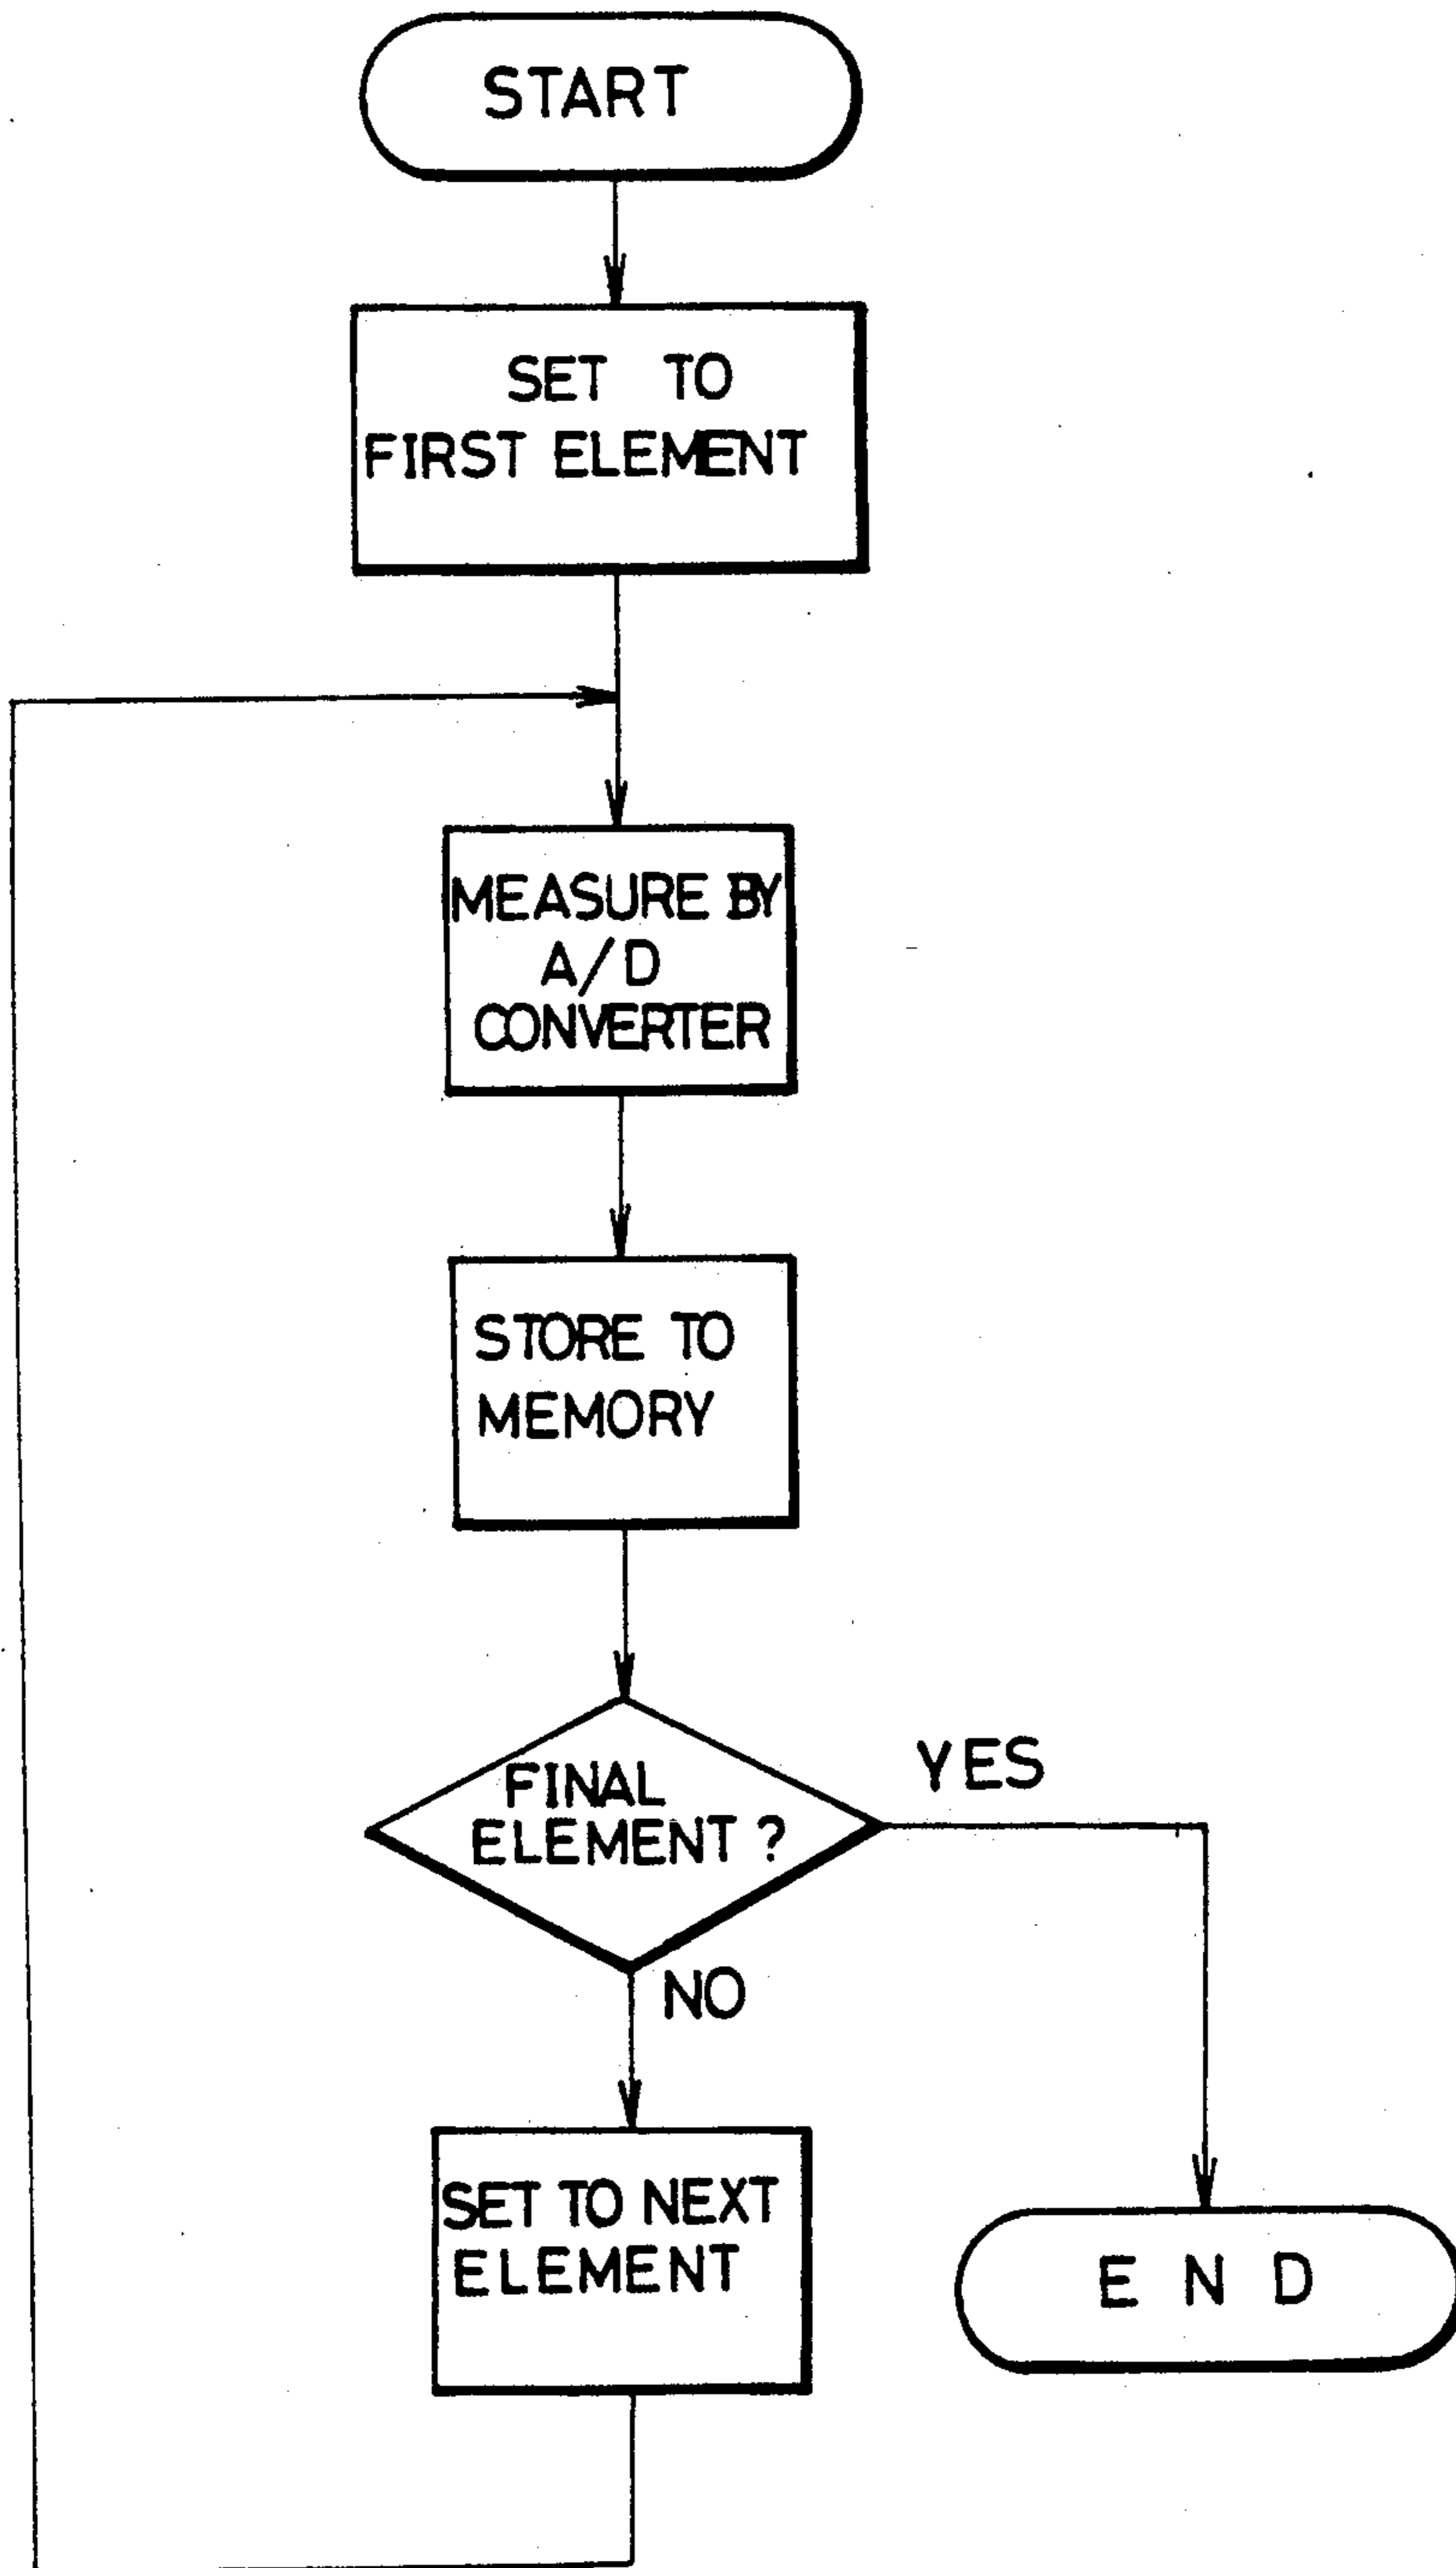 START
SET TO
FIRST ELEMENT
MEASURE BY
A/D
CONVERTER
STORE TO
MEMORY
FINAL
ELEMENT ?
YES
NO
SET TO NEXT
ELEMENT
E N D